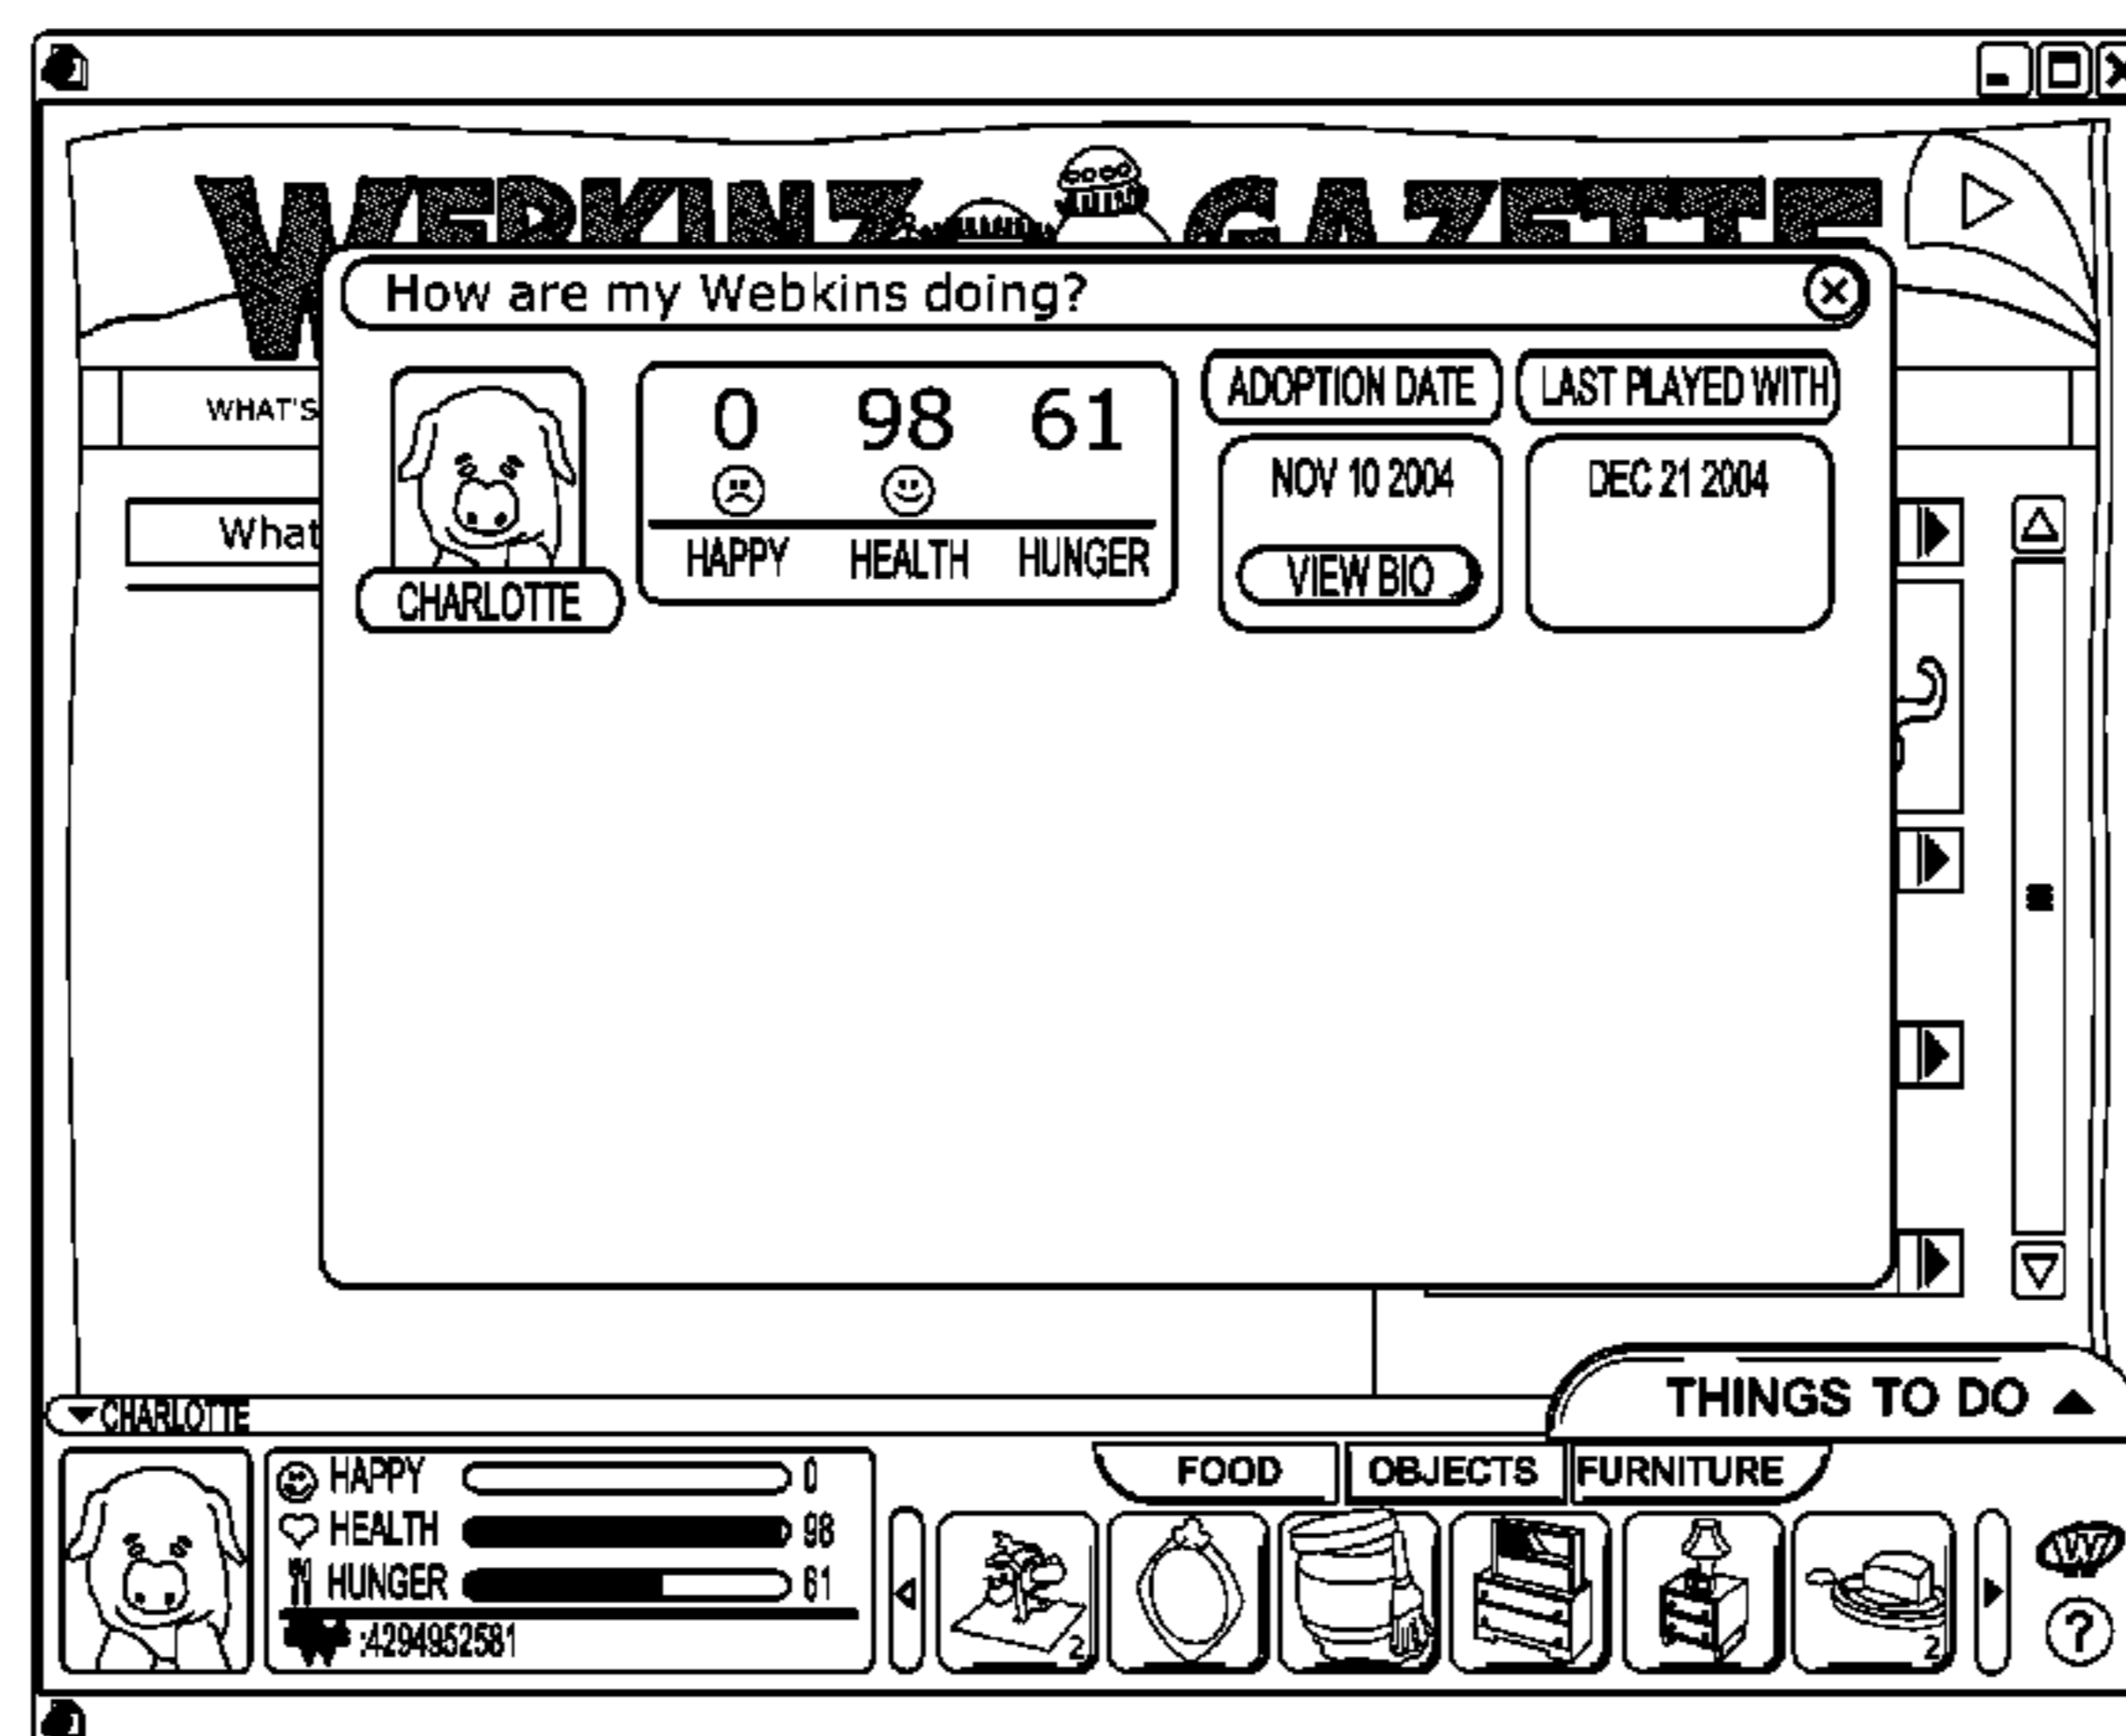 WEBKINZ GAZETTE
How are my Webkins doing?
WHAT'S
What
0 98 61
HAPPY HEALTH HUNGER
CHARLOTTE
ADOPTION DATE LAST PLAYED WITH
NOV 10 2004 DEC 21 2004
VIEW BIO
THINGS TO DO
CHARLOTTE
HAPPY 0
HEALTH 98
HUNGER 61
:4294952581
FOOD OBJECTS FURNITURE
2 2
W
?